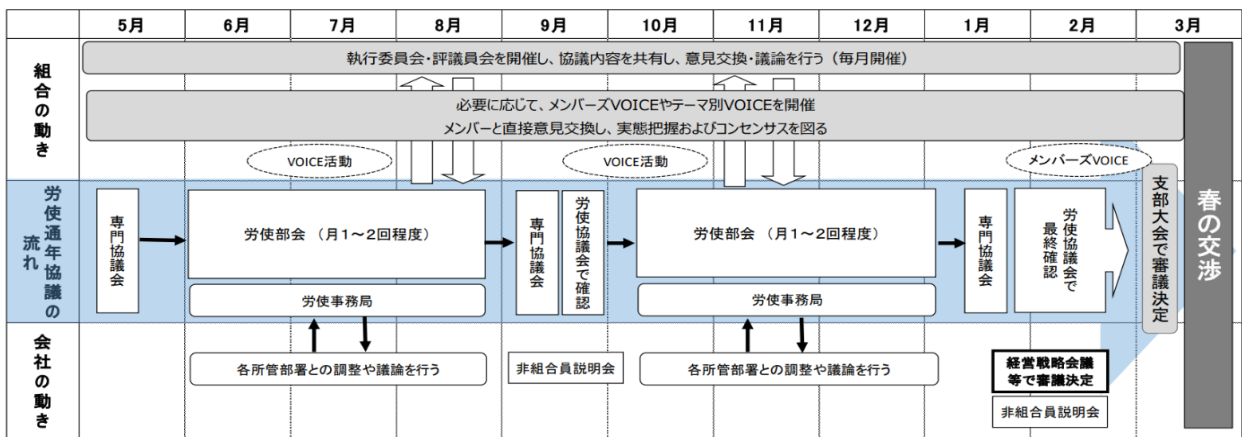 5月 6月 7月 8月 9月 10月 11月 12月 1月 2月 3月
組合の動き
執行委員会・評議員会を開催し、協議内容を共有し、意見交換・議論を行う（毎月開催）
必要に応じて、メンバーズVOICEやテーマ別VOICEを開催
メンバーと直接意見交換し、実態把握およびコンセンサスを図る
VOICE活動
VOICE活動
メンバーズVOICE
労使通年協議の
流れ
専門協議会
労使部会 （月1～2回程度）
労使事務局
専門協議会
労使協議会で確認
労使部会 （月1～2回程度）
労使事務局
専門協議会
労使協議会で
最終確認
支部大会で審議決定
春の交渉
会社の動き
各所管部署との調整や議論を行う
非組合員説明会
各所管部署との調整や議論を行う
経営戦略会議
等で審議決定
非組合員説明会